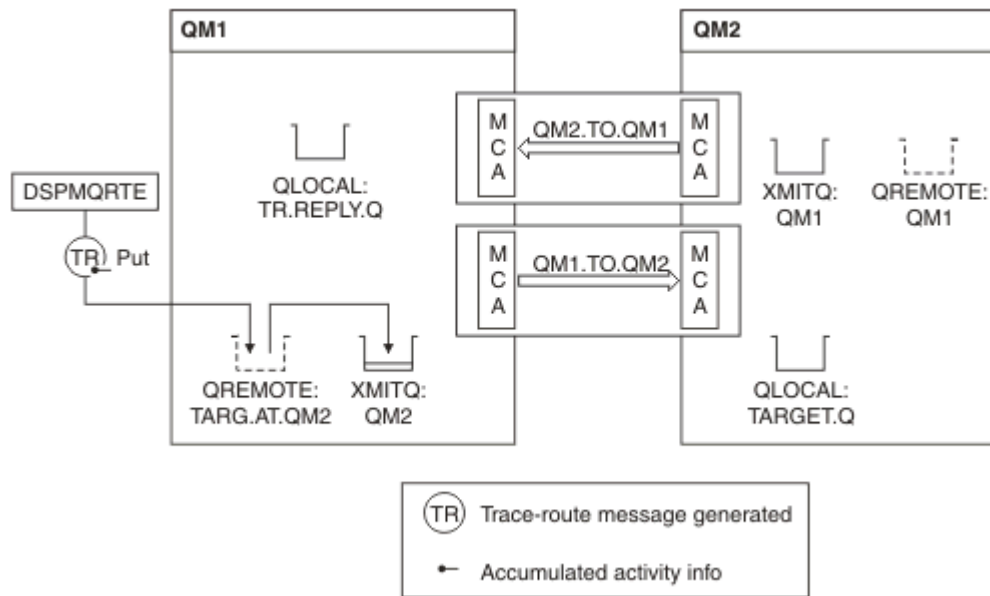 QM1
QM2
M
C
A
QM2.TO.QM1
M
C
A
QLOCAL:
TR.REPLY.Q
XMITQ:
QM1
QREMOTE:
QM1
DSPMQRTE
TR
Put
M
C
A
QM1.TO.QM2
M
C
A
QREMOTE:
TARG.AT.QM2
XMITQ:
QM2
QLOCAL:
TARGET.Q
TR Trace-route message generated
Accumulated activity info